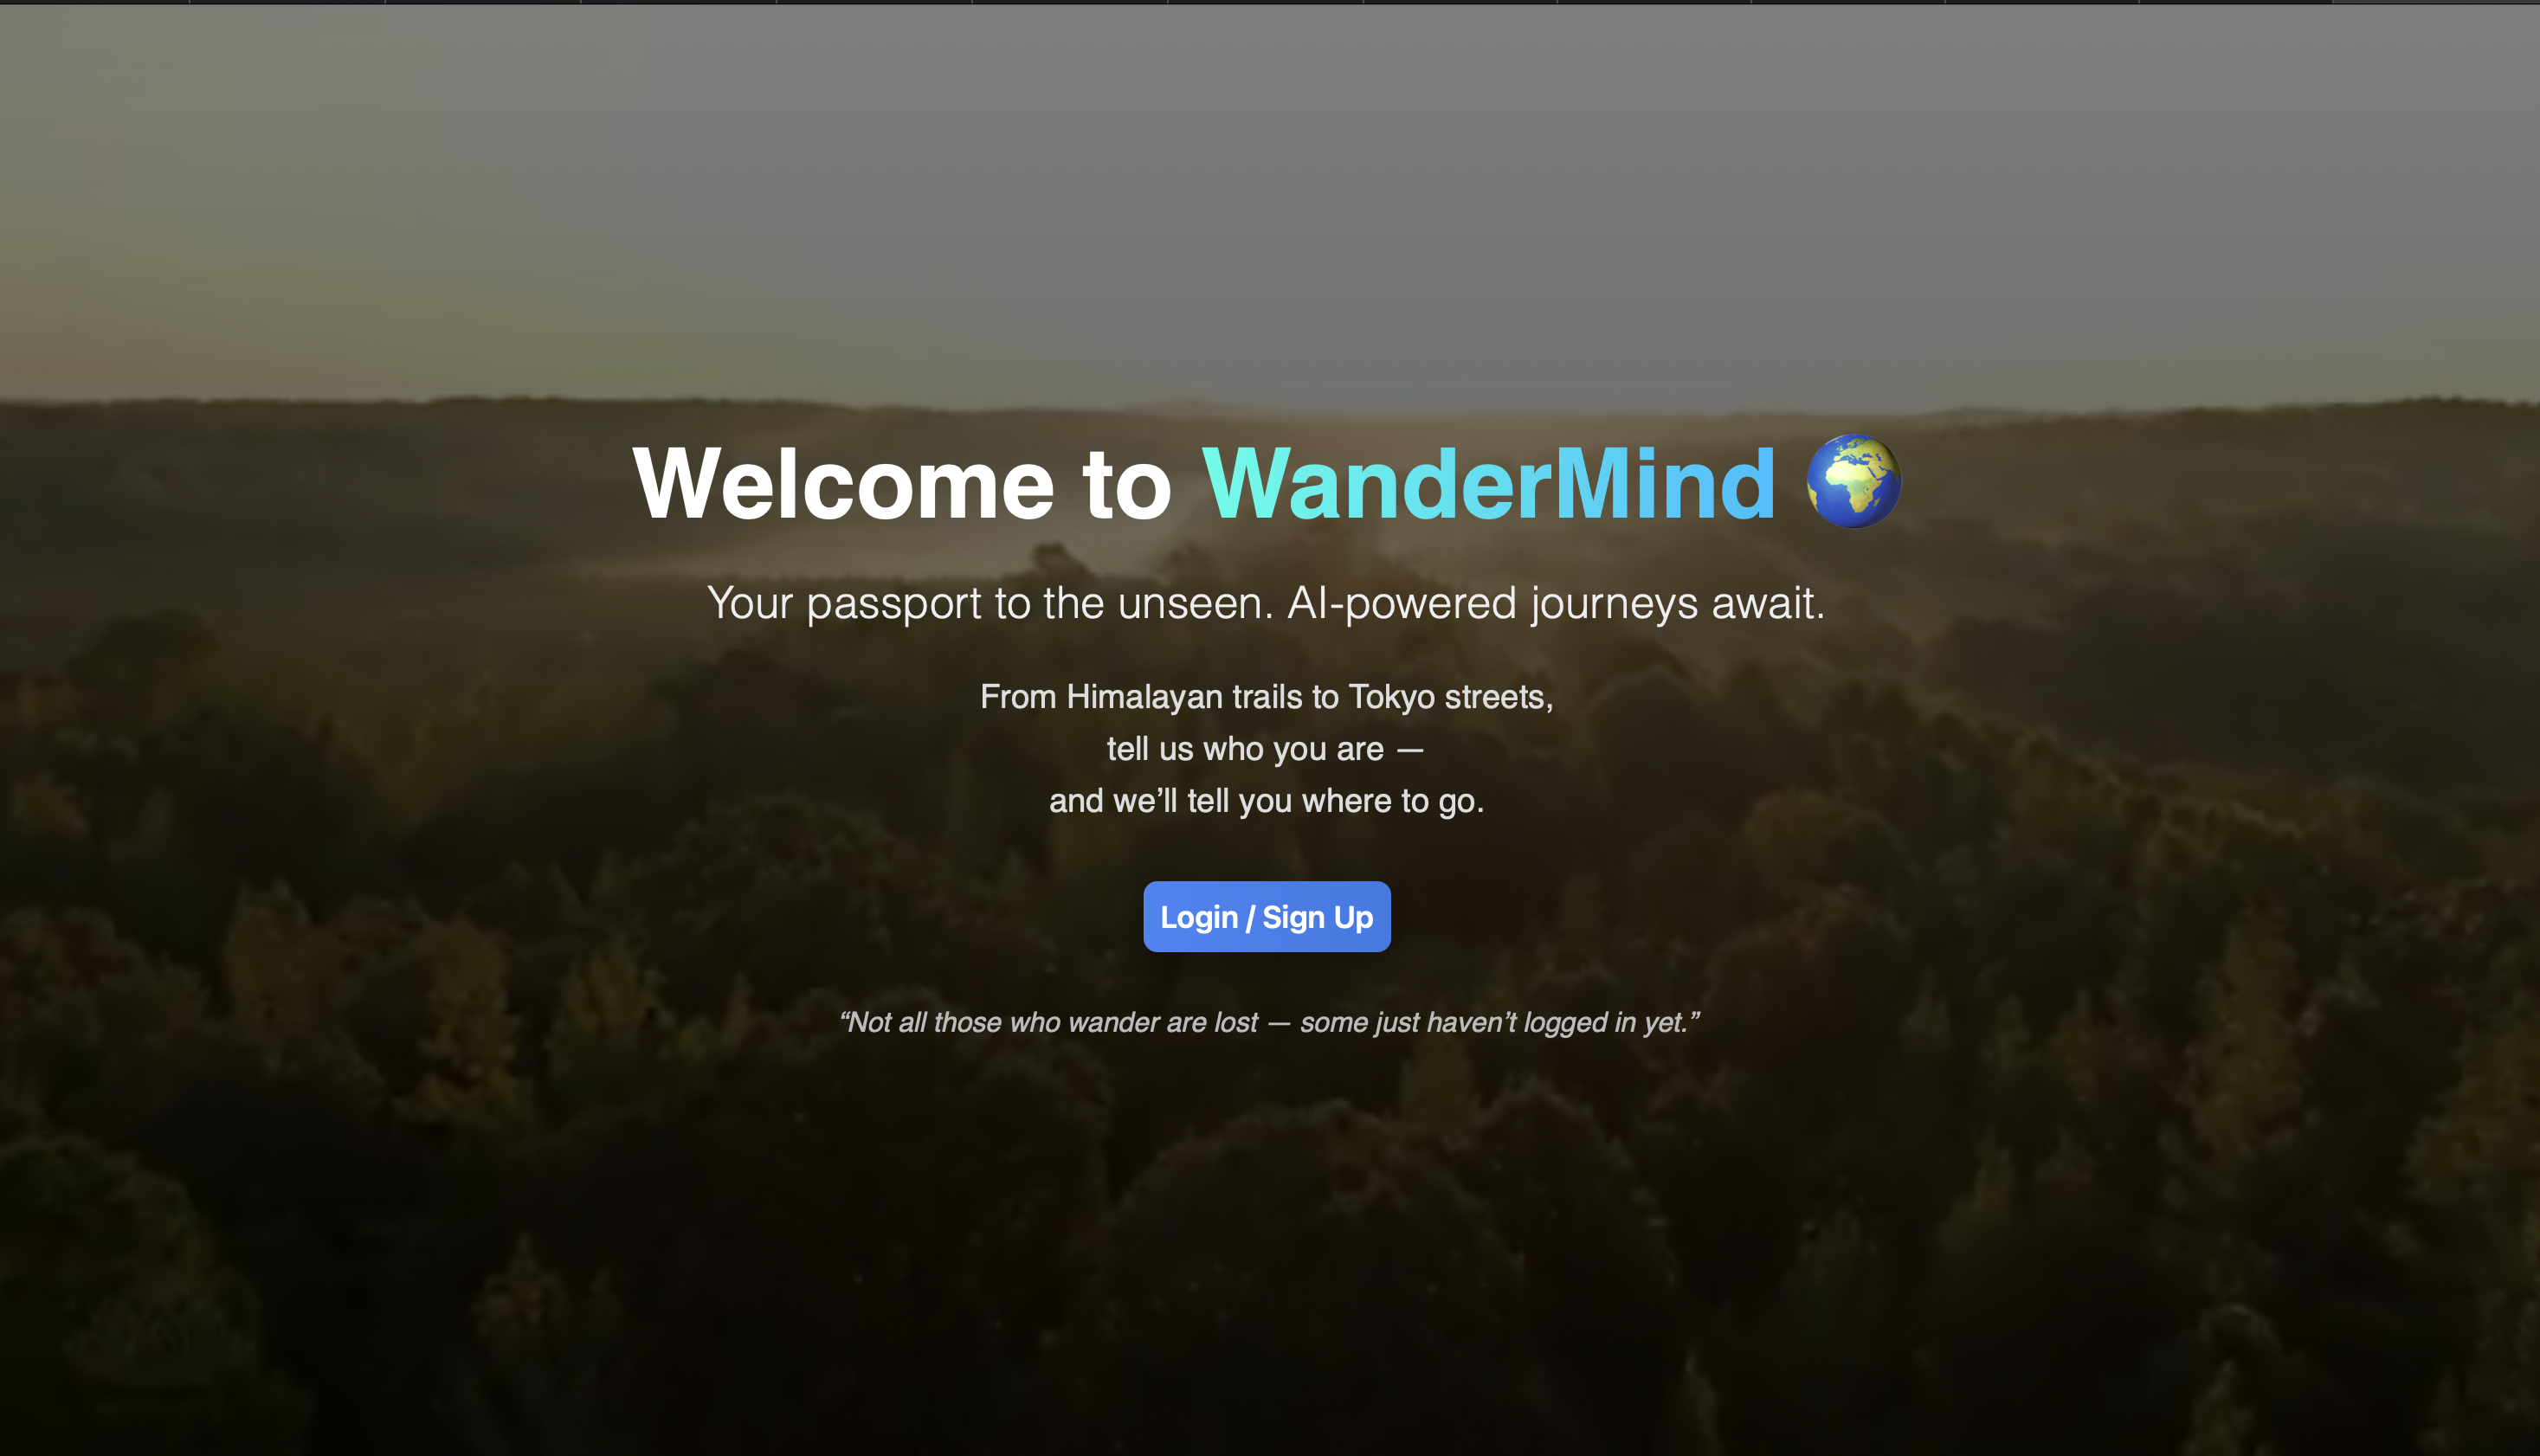 Welcome to WanderMind 🌍
Your passport to the unseen. AI-powered journeys await.
From Himalayan trails to Tokyo streets,
tell us who you are —
and we’ll tell you where to go.
Login / Sign Up
“Not all those who wander are lost — some just haven’t logged in yet.”